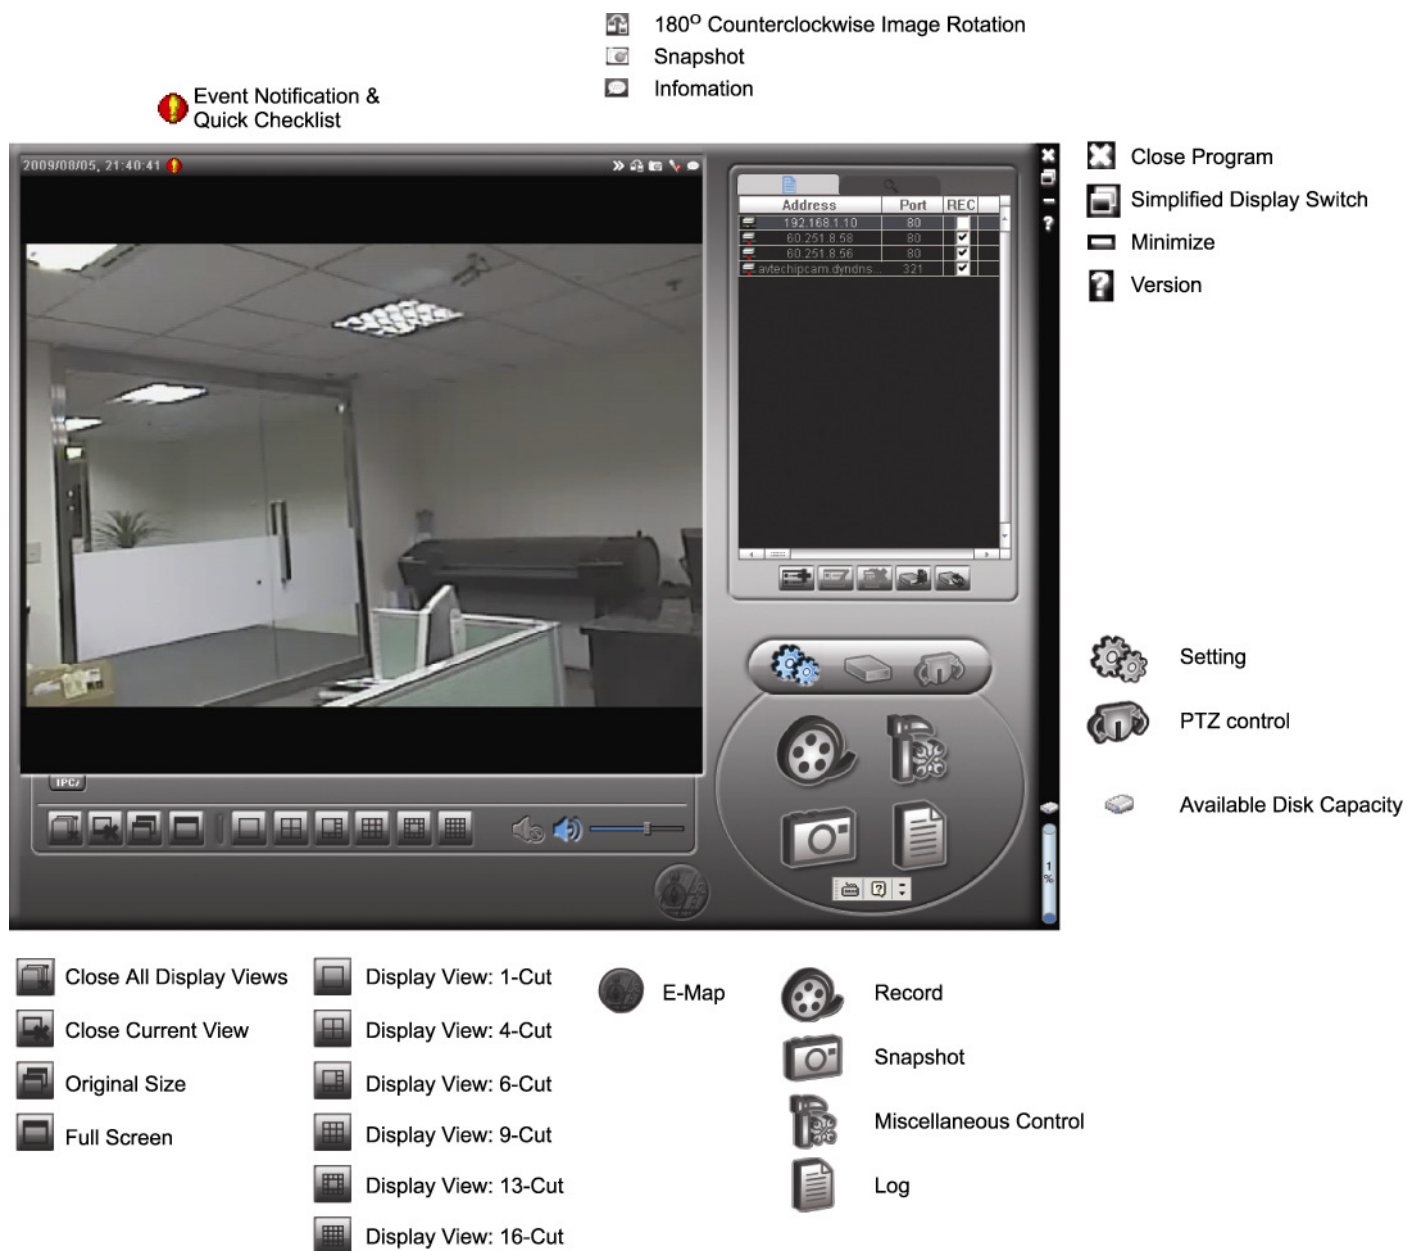 180° Counterclockwise Image Rotation
Snapshot
Infomation
Event Notification &
Quick Checklist
2009/08/05, 21:40:41
Address Port REC
192.168.1.10 80
60.251.8.58 80
60.251.8.56 80
avtechipcam.dyndns... 321
Close Program
Simplified Display Switch
Minimize
? Version
Setting
PTZ control
Available Disk Capacity
1
%
Close All Display Views
Close Current View
Original Size
Full Screen
Display View: 1-Cut
Display View: 4-Cut
Display View: 6-Cut
Display View: 9-Cut
Display View: 13-Cut
Display View: 16-Cut
E-Map
Record
Snapshot
Miscellaneous Control
Log